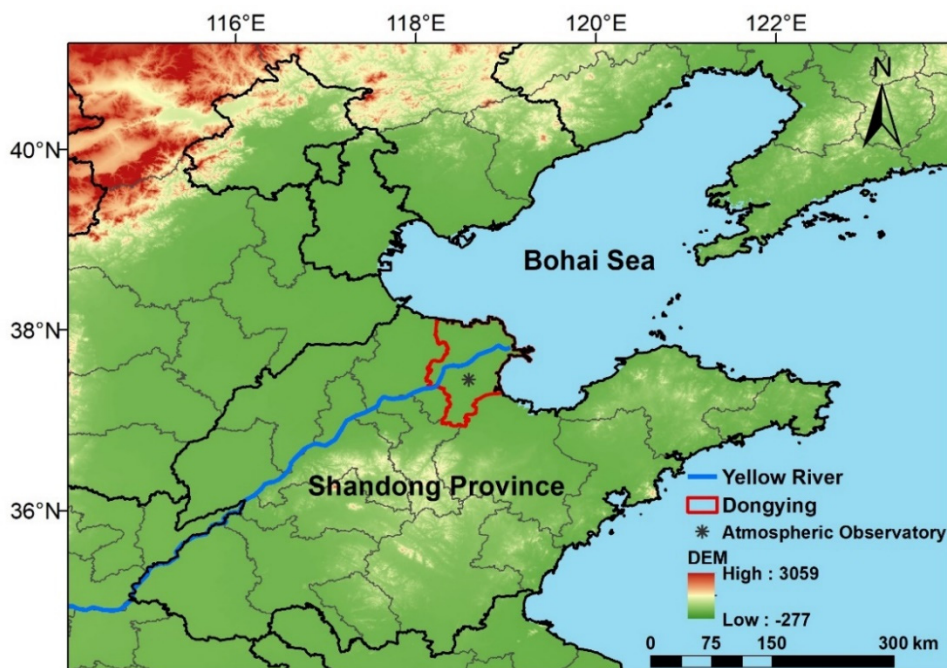 116°E 118°E 120°E 122°E
N
40°N
Bohai Sea
38°N
Shandong Province
36°N
Yellow River
Dongying
Atmospheric Observatory
DEM
High : 3059
Low : -277
0 75 150 300 km